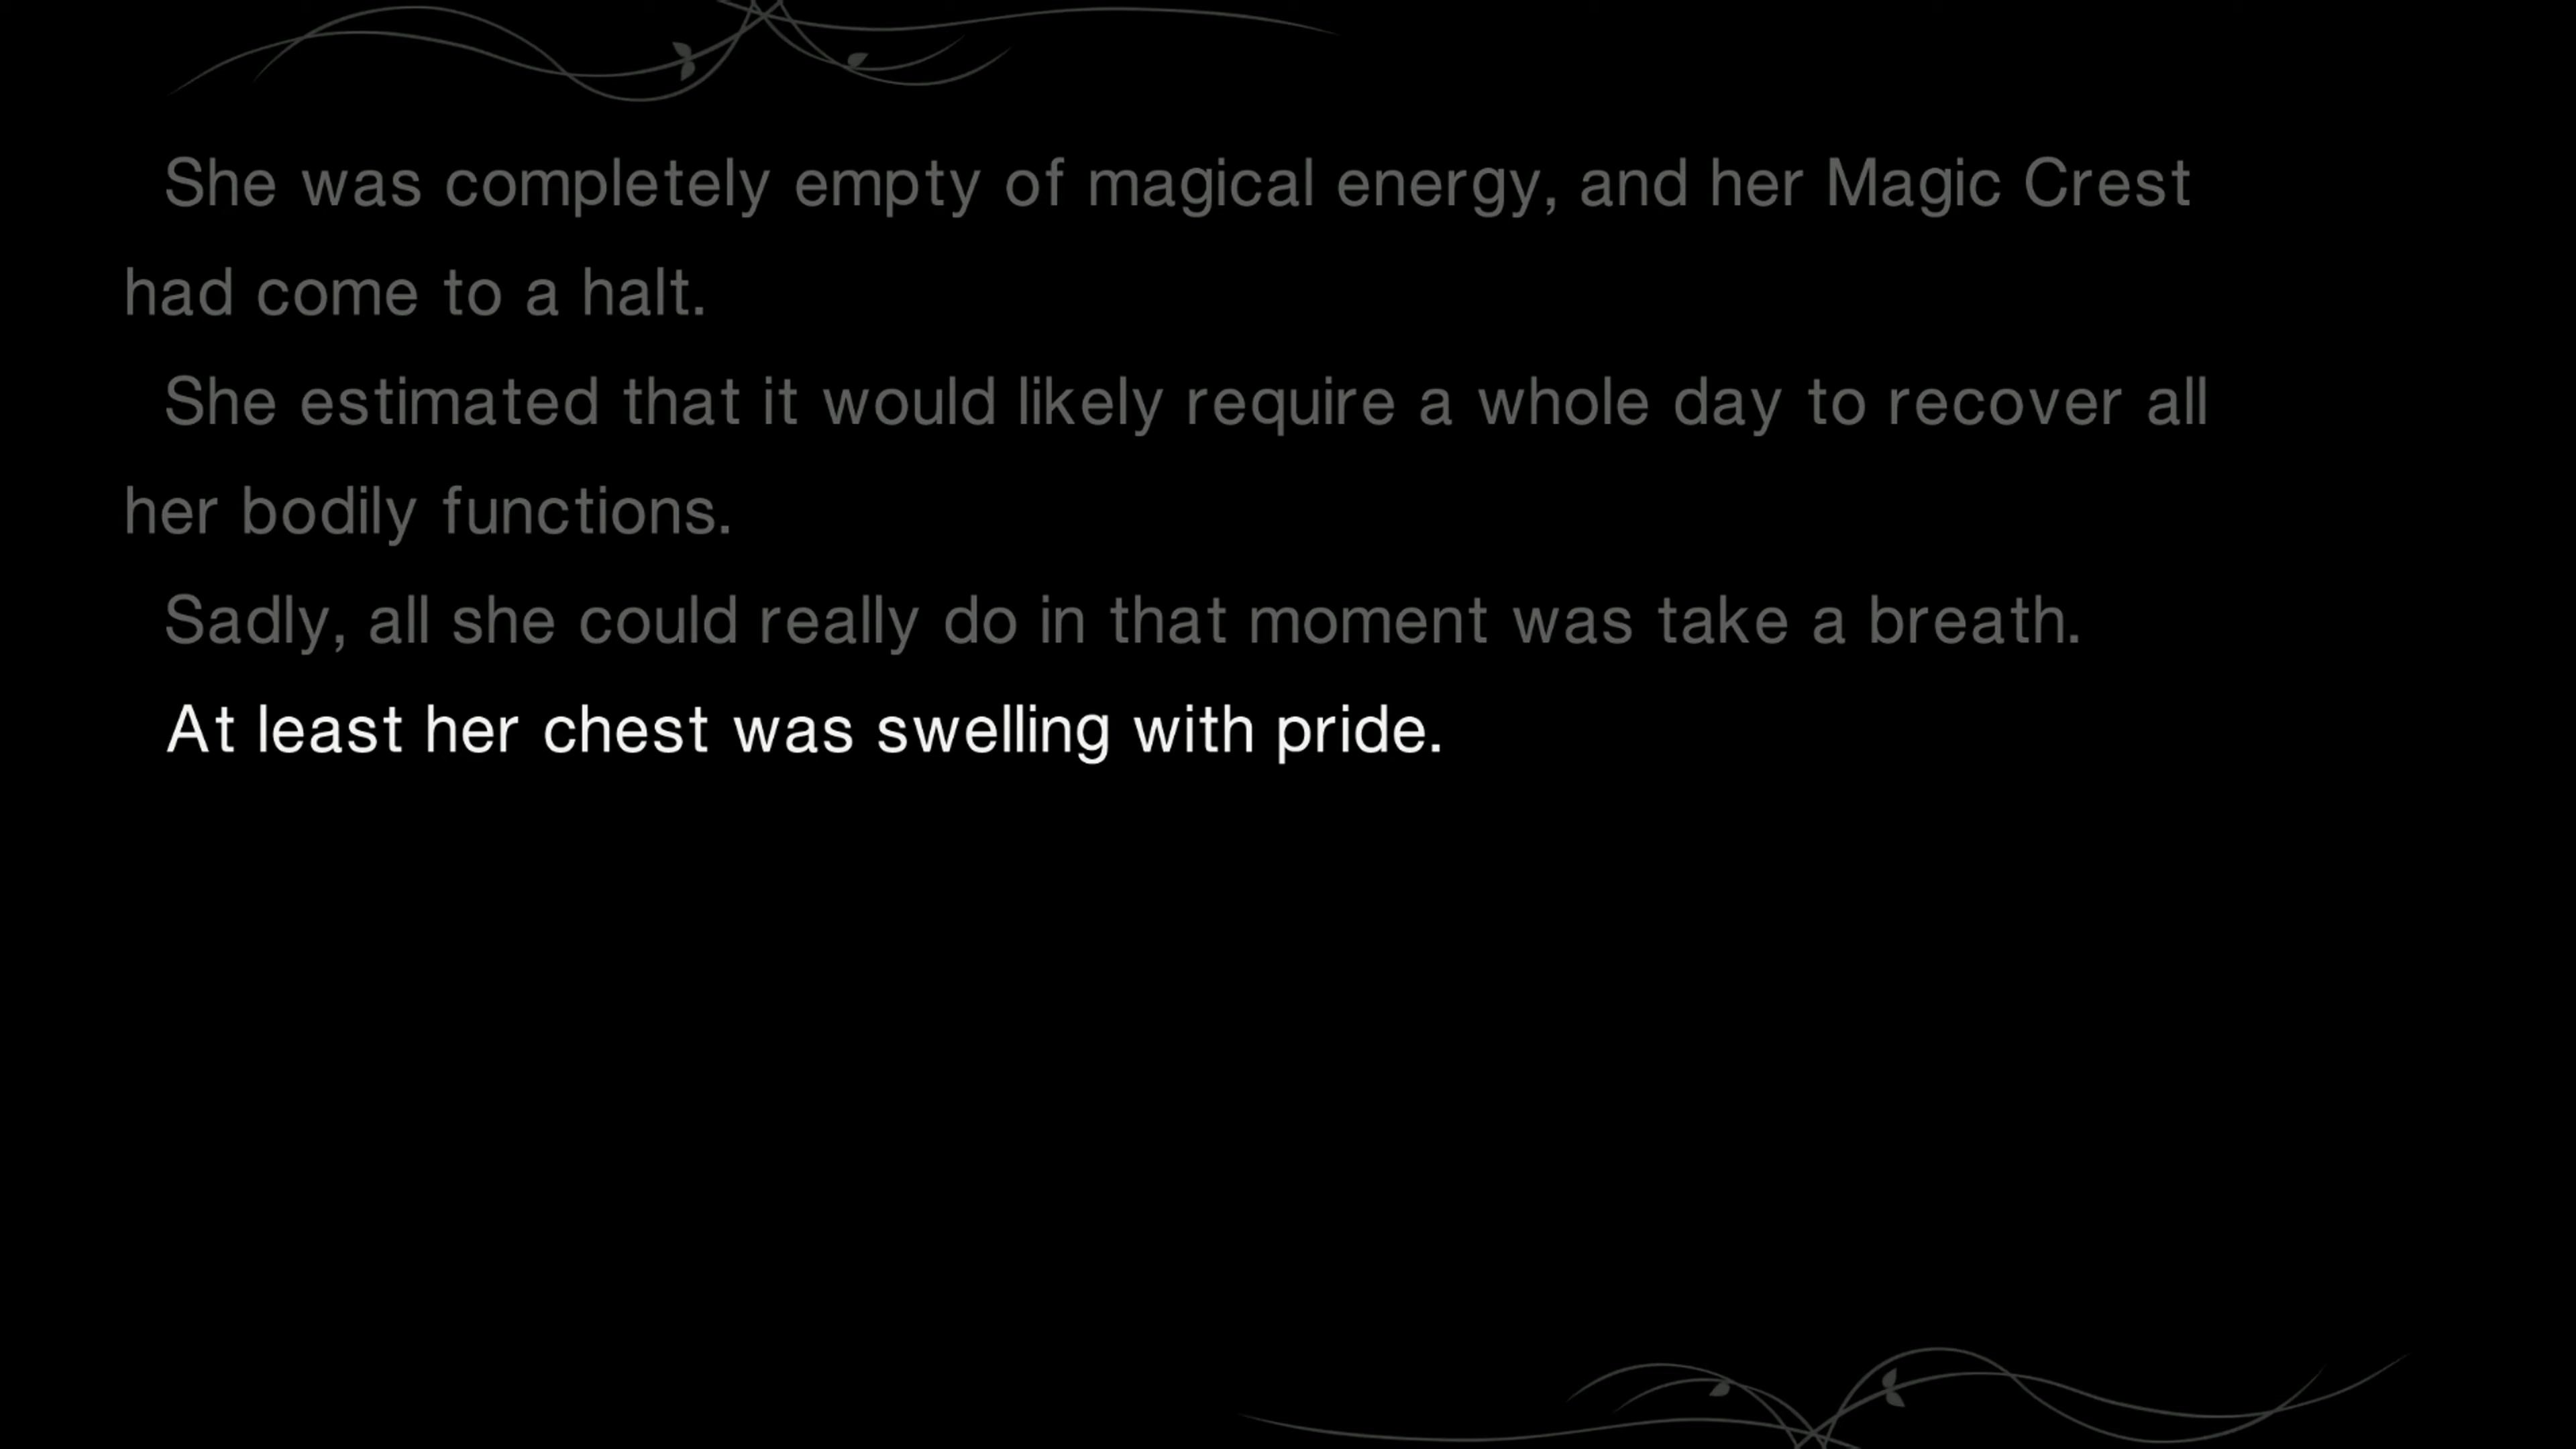 She was completely empty of magical energy, and her Magic Crest
had come to a halt.
She estimated that it would likely require a whole day to recover all
her bodily functions.
Sadly, all she could really do in that moment was take a breath.
At least her chest was swelling with pride.